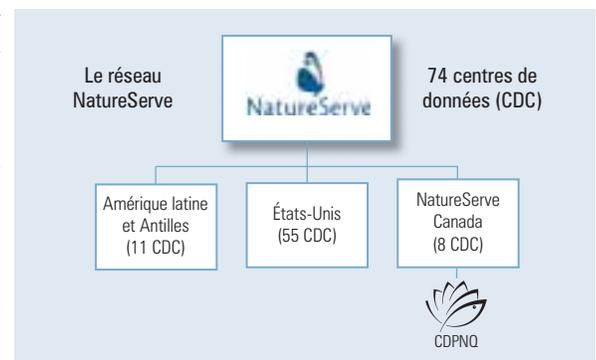 Le réseau
NatureServe
NatureServe
74 centres de
données (CDC)
Amérique latine
et Antilles
(11 CDC)
États-Unis
(55 CDC)
NatureServe
Canada
(8 CDC)
CDPNQ